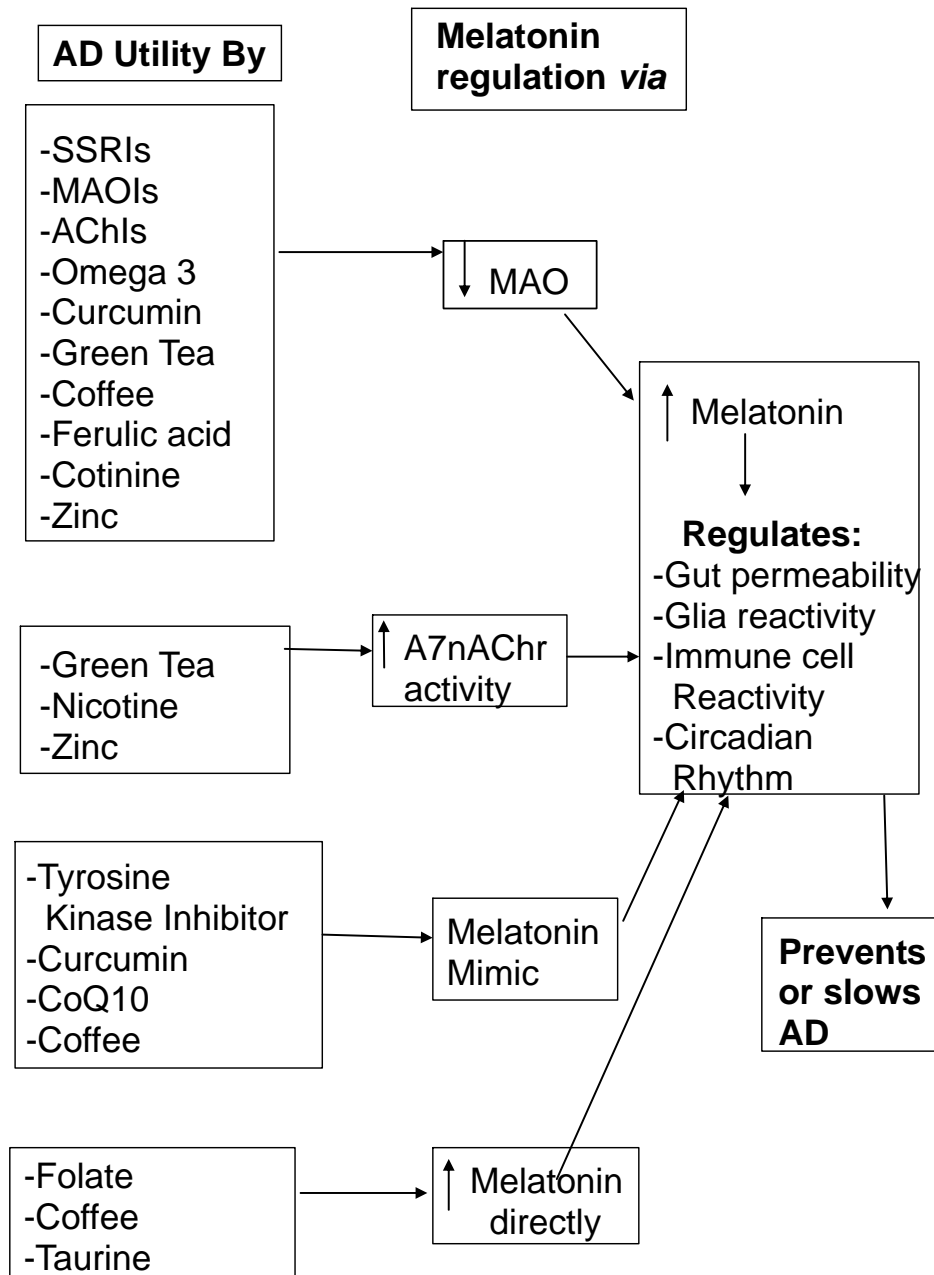 AD Utility By
Melatonin
regulation via
-SSRIs
-MAOIs
-AChIs
-Omega 3
-Curcumin
-Green Tea
-Coffee
-Ferulic acid
-Cotinine
-Zinc
MAO
Melatonin
Regulates:
-Gut permeability
-Glia reactivity
-Immune cell
Reactivity
-Circadian
Rhythm
-Green Tea
-Nicotine
-Zinc
A7nAChr
activity
-Tyrosine
Kinase Inhibitor
-Curcumin
-CoQ10
-Coffee
Melatonin
Mimic
Prevents
or slows
AD
-Folate
-Coffee
-Taurine
Melatonin
directly